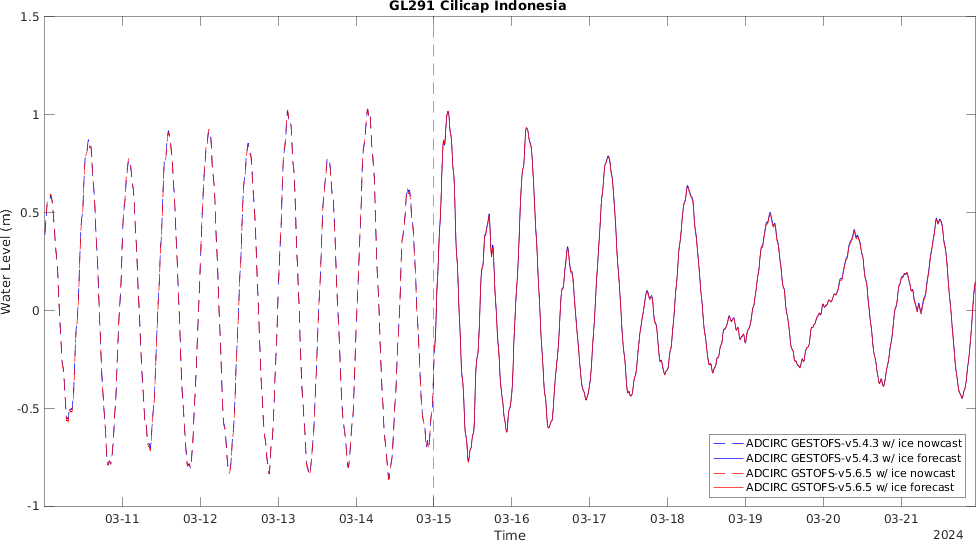 GL291 Cilicap Indonesia
1.5
1
0.5
0
-0.5
-1
Water Level (m)
03-11 03-12 03-13 03-14 03-15 03-16 03-17 03-18 03-19 03-20 03-21
Time
2024
ADCIRC GESTOFS-v5.4.3 w/ ice nowcast
ADCIRC GESTOFS-v5.4.3 w/ ice forecast
ADCIRC GSTOFS-v5.6.5 w/ ice nowcast
ADCIRC GSTOFS-v5.6.5 w/ ice forecast